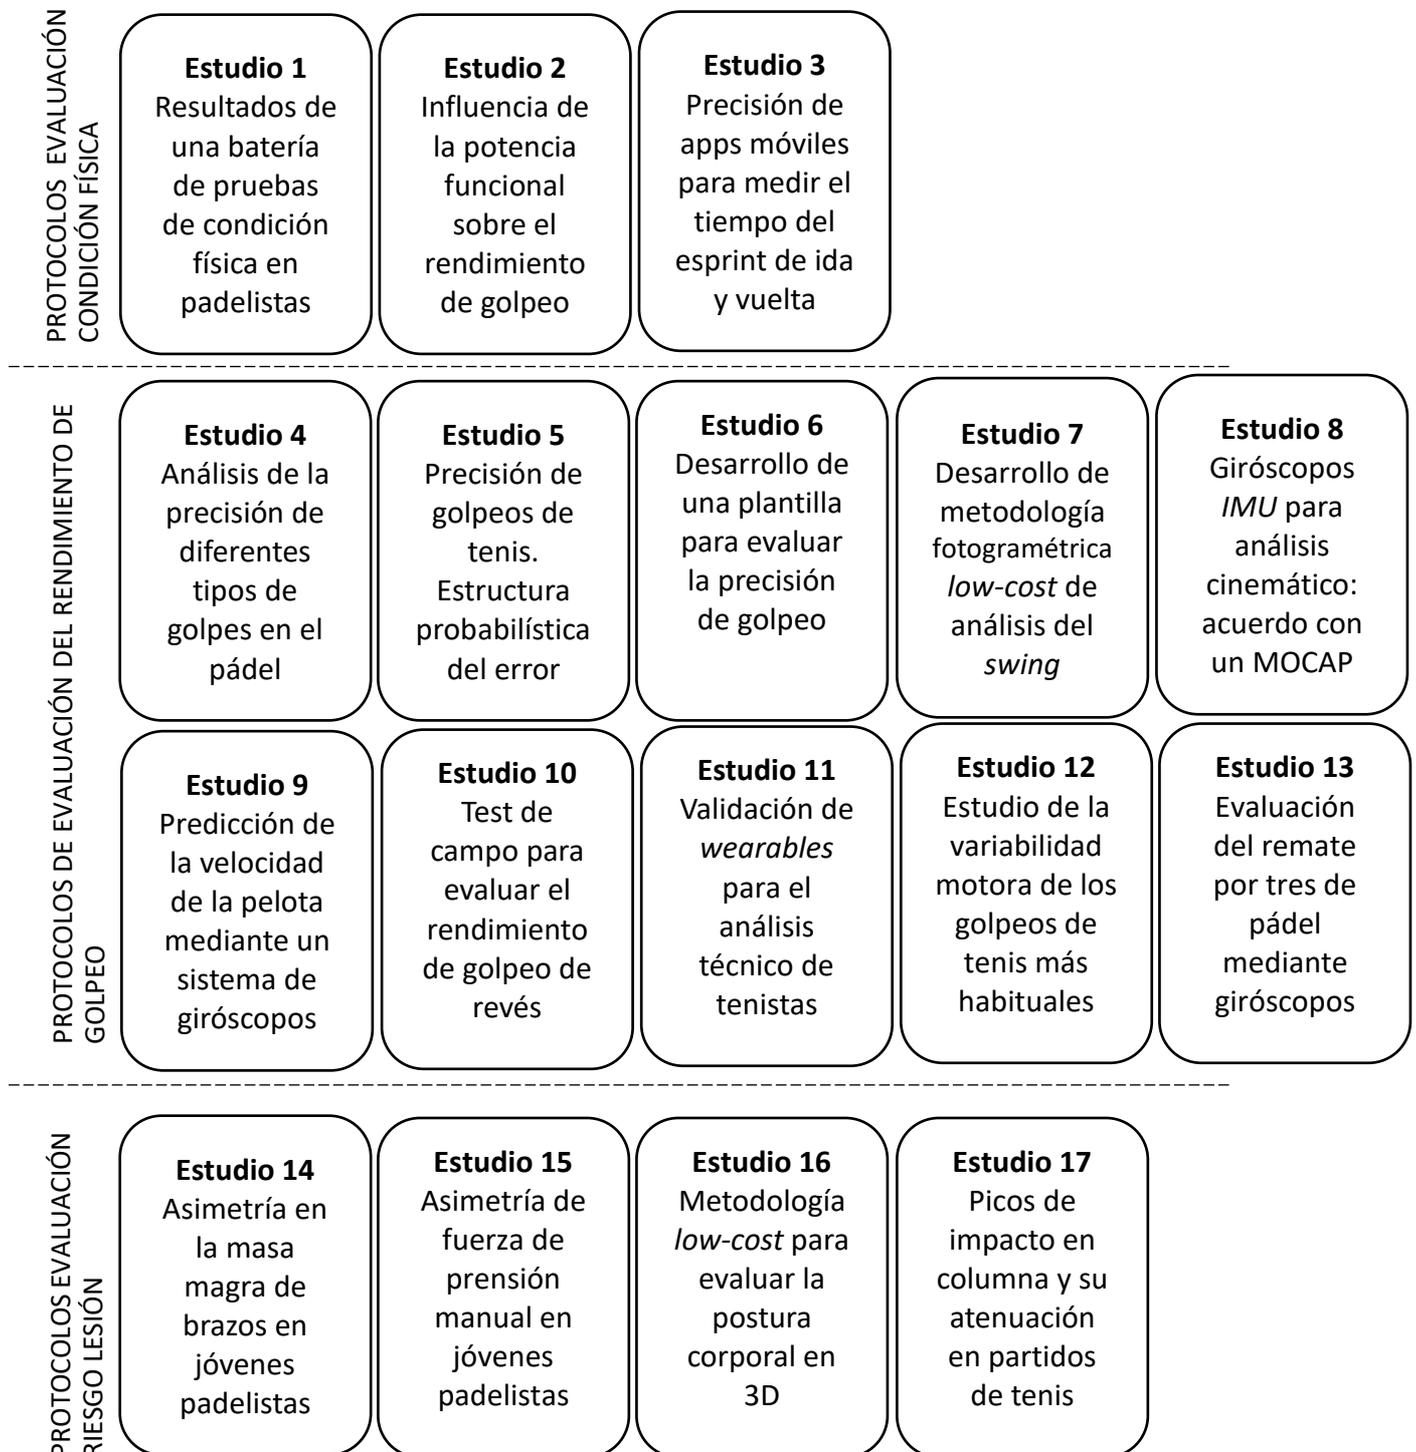 PROTOCOLOS EVALUACIÓN
CONDICIÓN FÍSICA
Estudio 1
Resultados de
una batería
de pruebas
de condición
física en
padelistas
Estudio 2
Influencia de
la potencia
funcional
sobre el
rendimiento
de golpeo
Estudio 3
Precisión de
apps móviles
para medir el
tiempo del
esprint de ida
y vuelta
PROTOCOLOS DE EVALUACIÓN DEL RENDIMIENTO DE
GOLPEO
Estudio 4
Análisis de la
precisión de
diferentes
tipos de
golpes en el
pádel
Estudio 5
Precisión de
golpeos de
tenis.
Estructura
probabilística
del error
Estudio 6
Desarrollo de
una plantilla
para evaluar
la precisión
de golpeo
Estudio 7
Desarrollo de
metodología
fotogramétrica
low-cost de
análisis del
swing
Estudio 8
Giróscopos
IMU para
análisis
cinemático:
acuerdo con
un MOCAP
Estudio 9
Predicción de
la velocidad
de la pelota
mediante un
sistema de
giróscopos
Estudio 10
Test de
campo para
evaluar el
rendimiento
de golpeo de
revés
Estudio 11
Validación de
wearables
para el
análisis
técnico de
tenistas
Estudio 12
Estudio de la
variabilidad
motora de los
golpeos de
tenis más
habituales
Estudio 13
Evaluación
del remate
por tres de
pádel
mediante
giróscopos
PROTOCOLOS EVALUACIÓN
RIESGO LESIÓN
Estudio 14
Asimetría en
la masa
magra de
brazos en
jóvenes
padelistas
Estudio 15
Asimetría de
fuerza de
prensión
manual en
jóvenes
padelistas
Estudio 16
Metodología
low-cost para
evaluar la
postura
corporal en
3D
Estudio 17
Picos de
impacto en
columna y su
atenuación
en partidos
de tenis